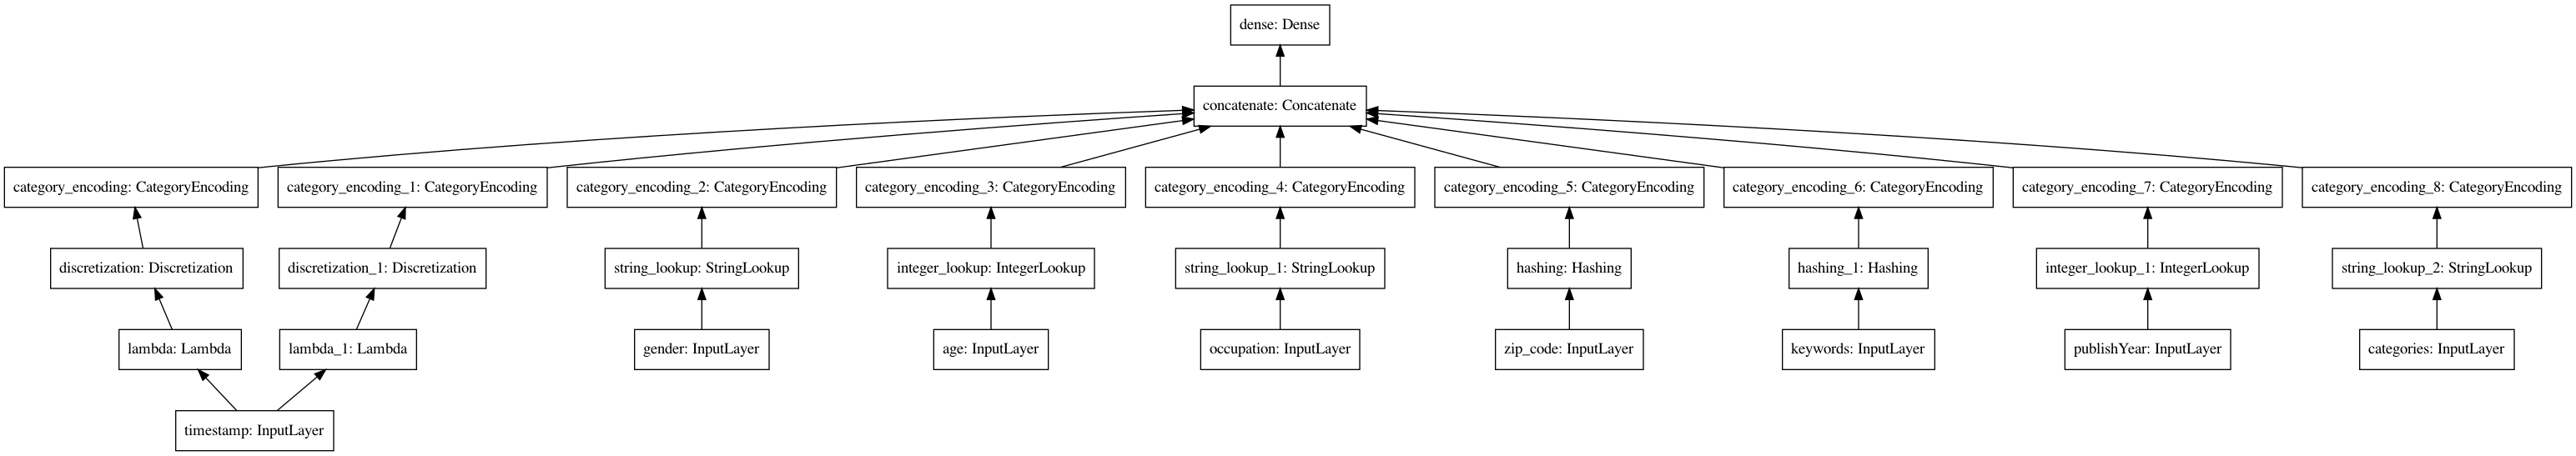 dense: Dense
concatenate: Concatenate
category_encoding: CategoryEncoding
category_encoding_1: CategoryEncoding
category_encoding_2: CategoryEncoding
category_encoding_3: CategoryEncoding
category_encoding_4: CategoryEncoding
category_encoding_5: CategoryEncoding
category_encoding_6: CategoryEncoding
category_encoding_7: CategoryEncoding
category_encoding_8: CategoryEncoding
discretization: Discretization
discretization_1: Discretization
string_lookup: StringLookup
integer_lookup: IntegerLookup
string_lookup_1: StringLookup
hashing: Hashing
hashing_1: Hashing
integer_lookup_1: IntegerLookup
string_lookup_2: StringLookup
lambda: Lambda
lambda_1: Lambda
gender: InputLayer
age: InputLayer
occupation: InputLayer
zip_code: InputLayer
keywords: InputLayer
publishYear: InputLayer
categories: InputLayer
timestamp: InputLayer